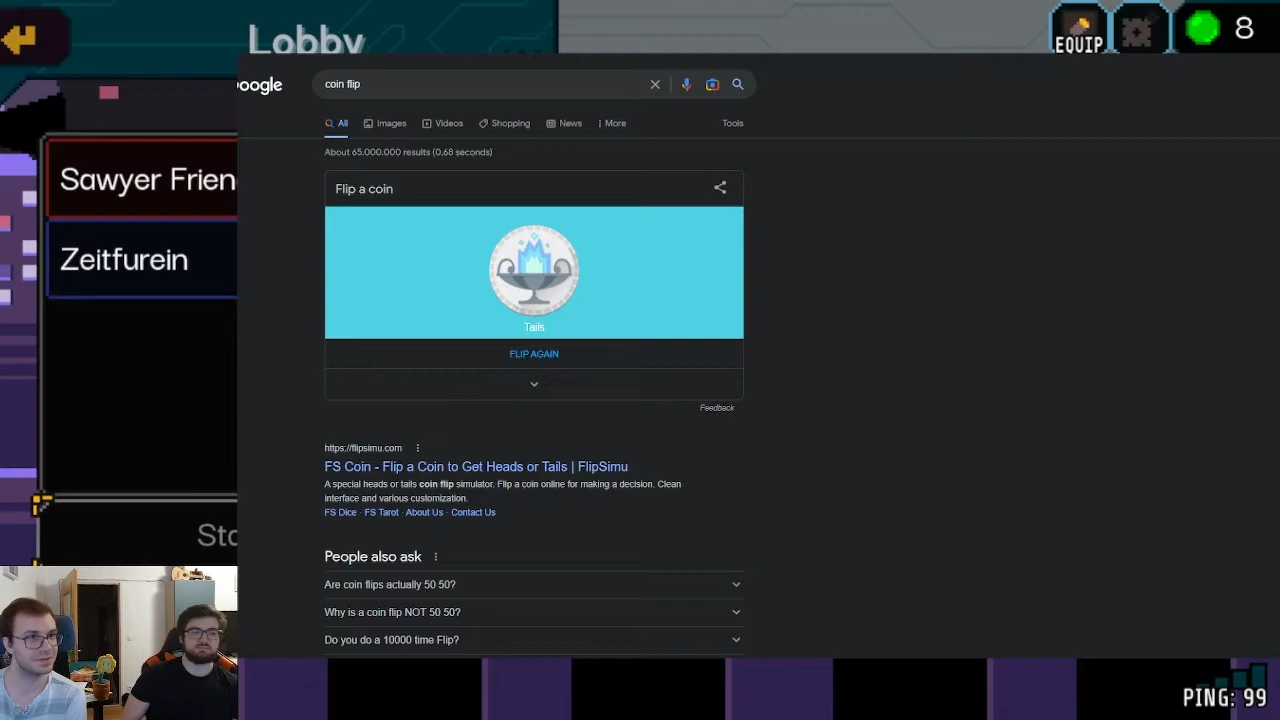 Lobby
EQUIP
8
oogle
coin flip
All
Images
Videos
Shopping
News
More
Tools
About 65.000.000 results (0,68 seconds)
Sawyer Frien
Zeitfurein
Flip a coin
Tails
FLIP AGAIN
Feedback
https://flipsimu.com
FS Coin - Flip a Coin to Get Heads or Tails | FlipSimu
A special heads or tails coin flip simulator. Flip a coin online for making a decision. Clean
interface and various customization.
FS Dice · FS Tarot · About Us · Contact Us
Sta
People also ask
Are coin flips actually 50 50?
Why is a coin flip NOT 50 50?
Do you do a 10000 time Flip?
PING: 99